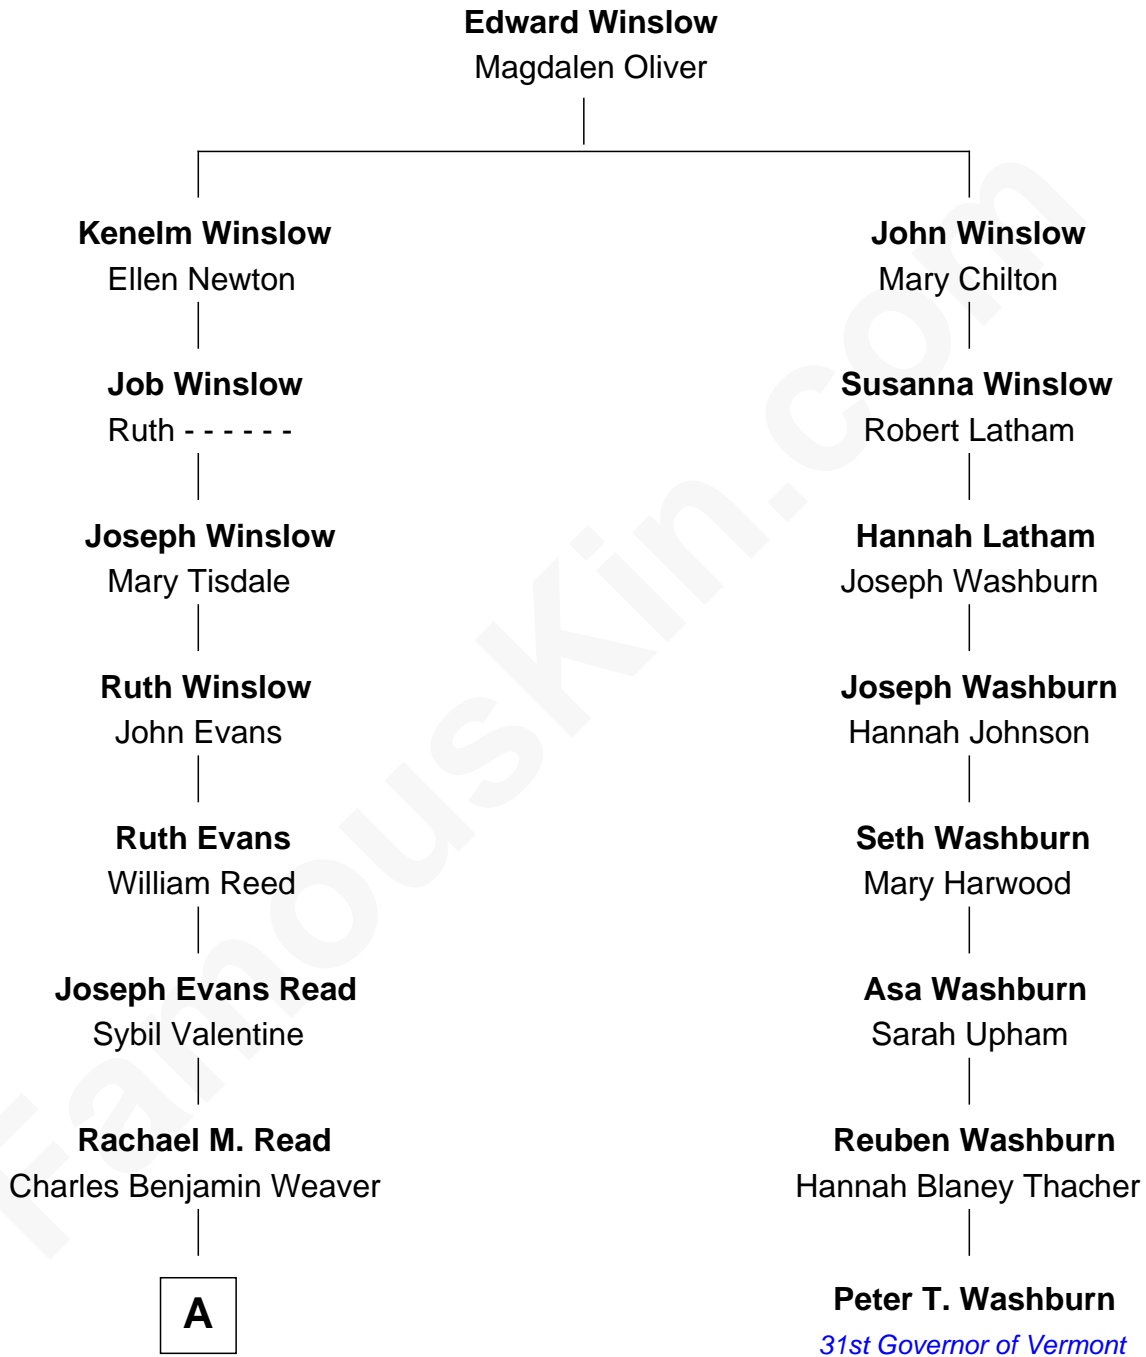 Edward Winslow
Magdalen Oliver
Kenelm Winslow
Ellen Newton
John Winslow
Mary Chilton
Job Winslow
Ruth - - - - - -
Susanna Winslow
Robert Latham
Joseph Winslow
Mary Tisdale
Hannah Latham
Joseph Washburn
Ruth Winslow
John Evans
Joseph Washburn
Hannah Johnson
Ruth Evans
William Reed
Seth Washburn
Mary Harwood
Joseph Evans Read
Sybil Valentine
Asa Washburn
Sarah Upham
Rachael M. Read
Charles Benjamin Weaver
Reuben Washburn
Hannah Blaney Thacher
A
Peter T. Washburn
31st Governor of Vermont
FamousKin.com